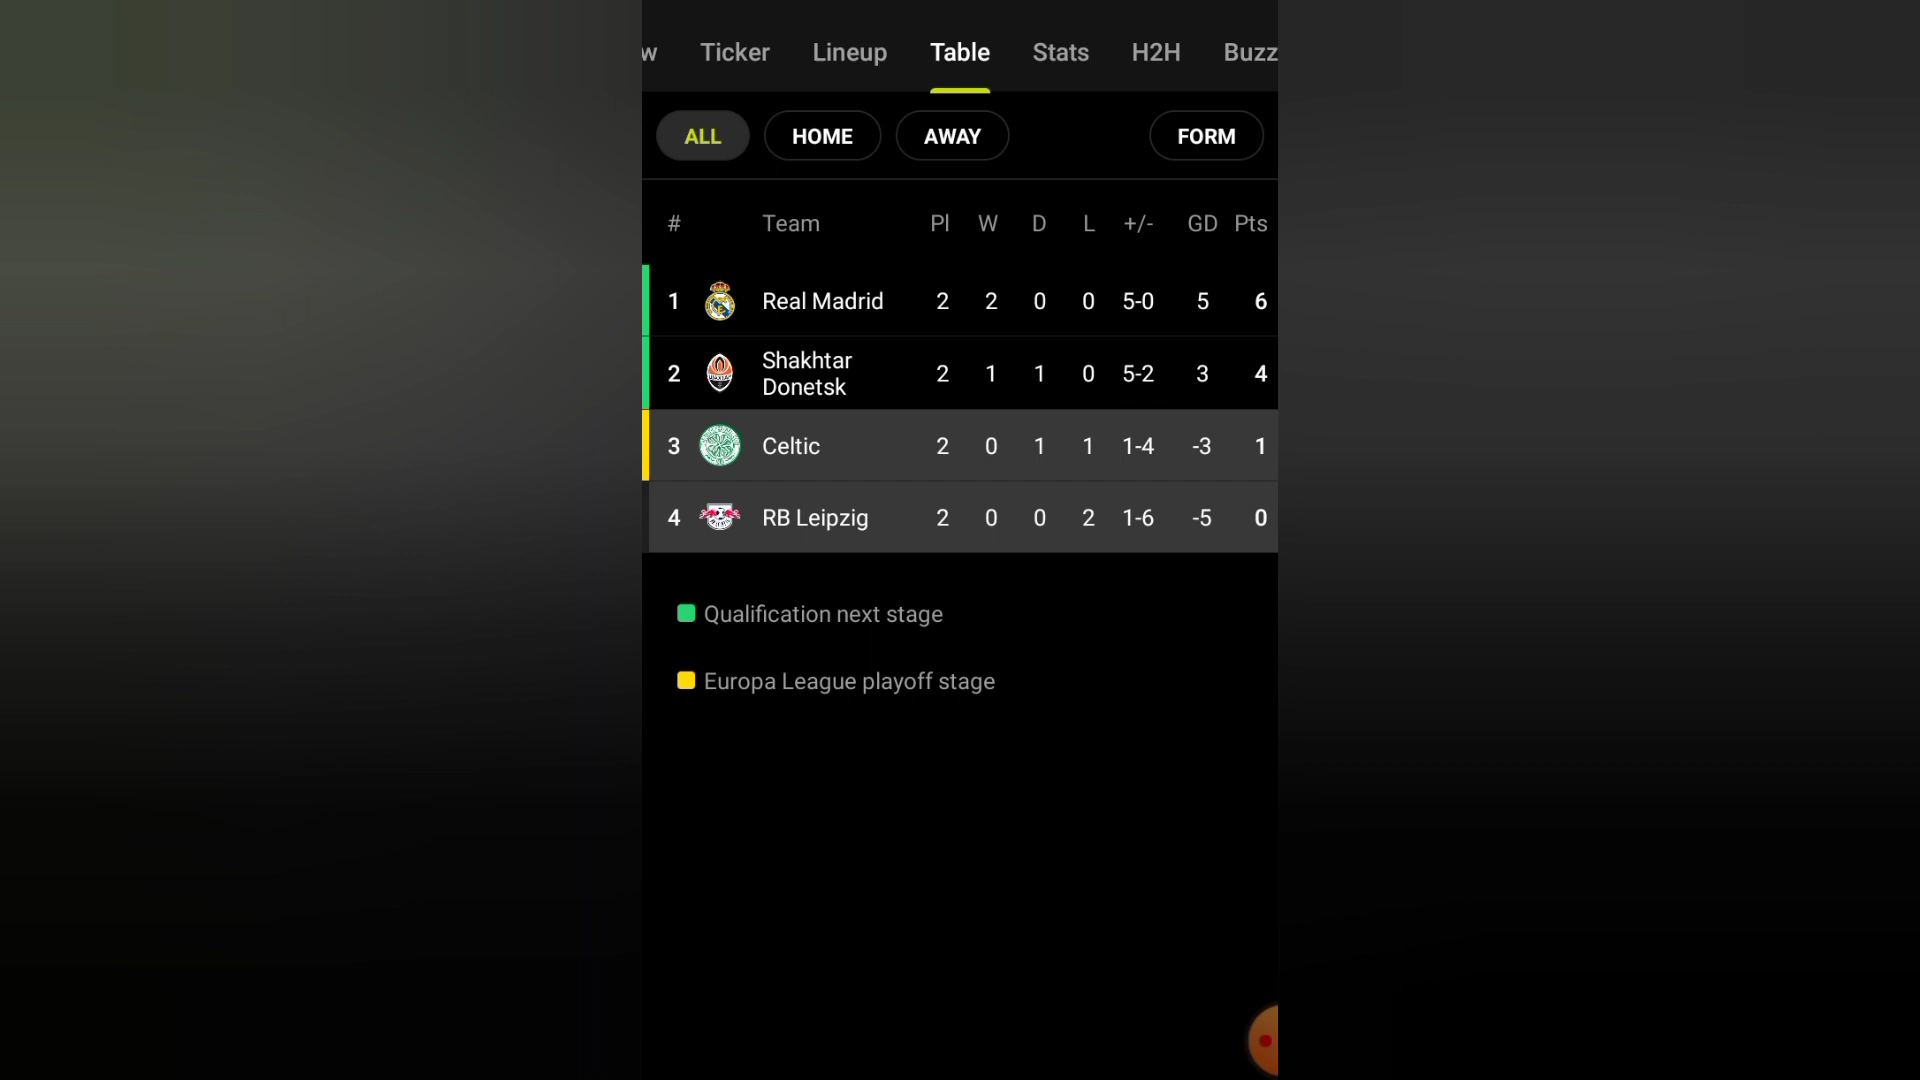 w Ticker Lineup Table Stats H2H Buzz
ALL HOME AWAY FORM
# Team Pl W D L +/- GD Pts
1 Real Madrid 2 2 0 0 5-0 5 6
2 Shakhtar Donetsk 2 1 1 0 5-2 3 4
3 Celtic 2 0 1 1 1-4 -3 1
4 RB Leipzig 2 0 0 2 1-6 -5 0
Qualification next stage
Europa League playoff stage